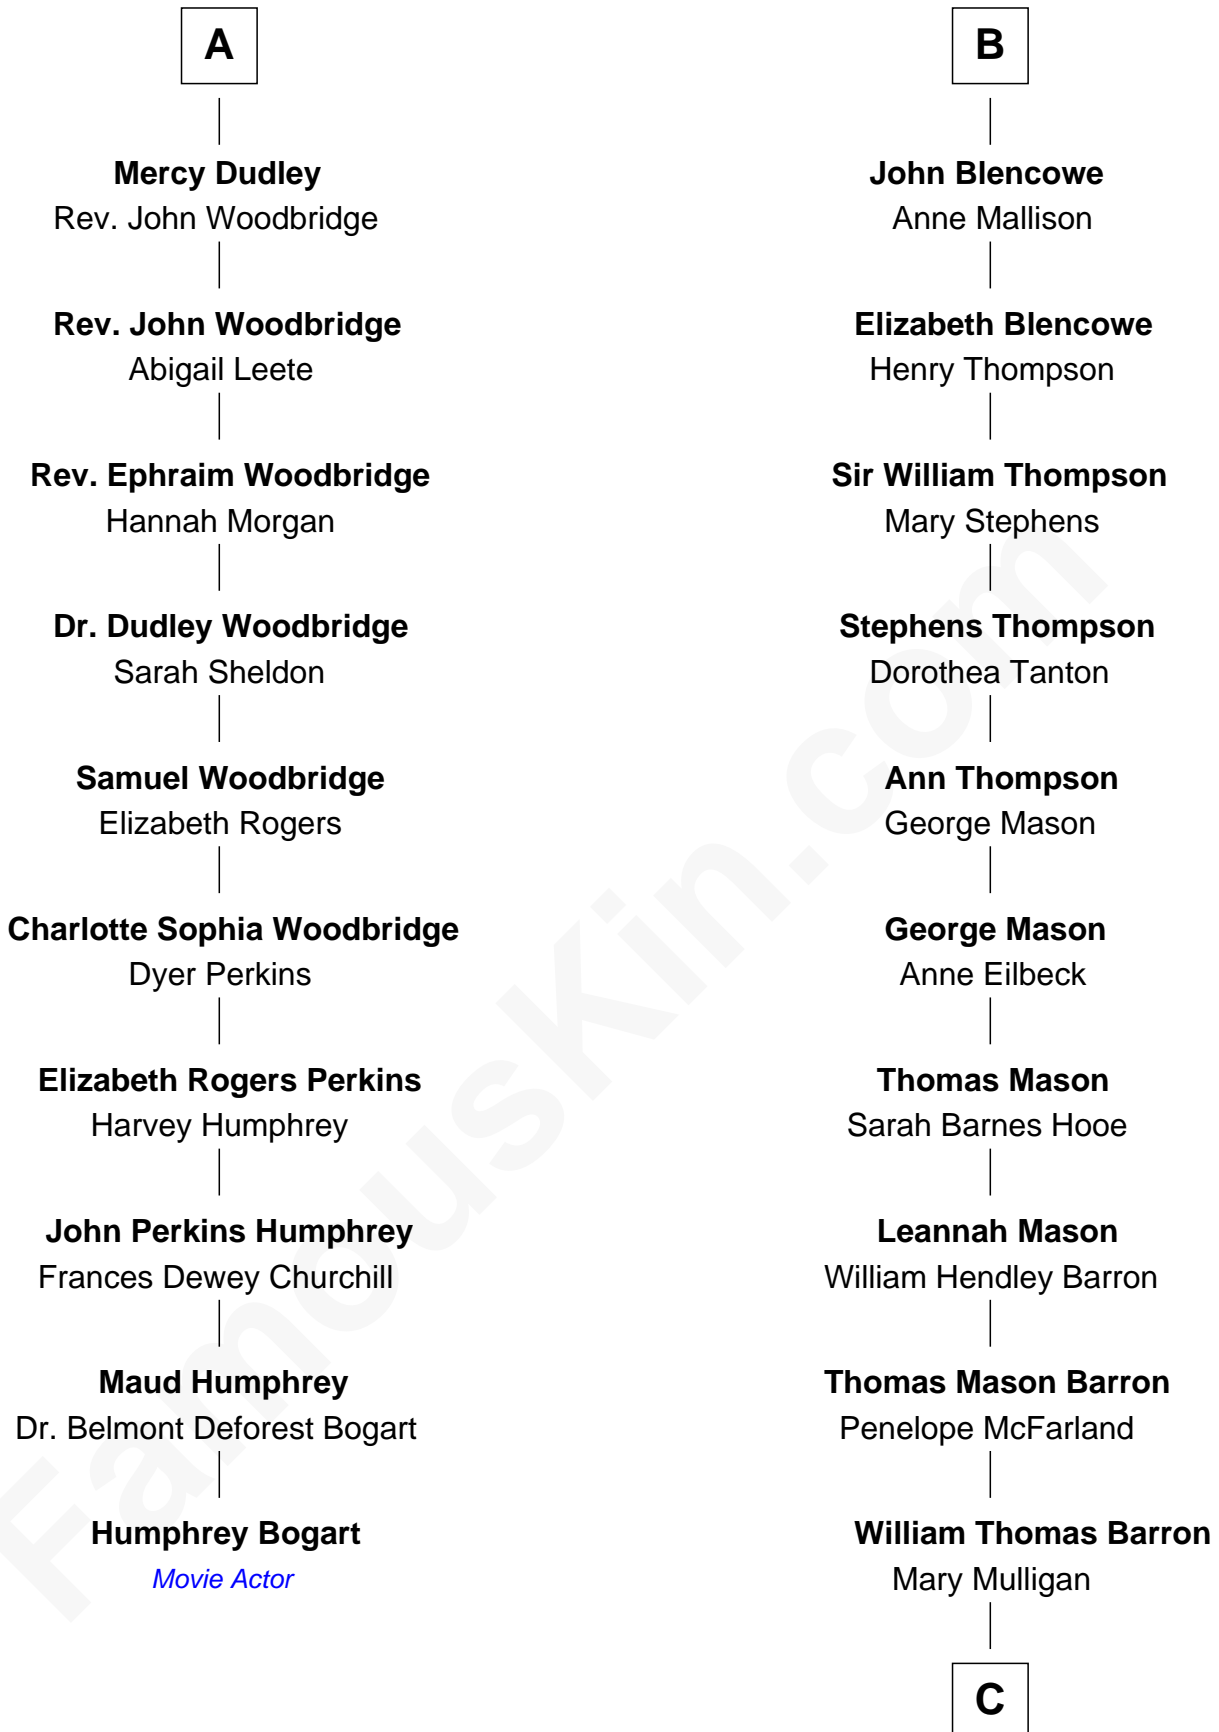 A
Mercy Dudley
Rev. John Woodbridge
Rev. John Woodbridge
Abigail Leete
Rev. Ephraim Woodbridge
Hannah Morgan
Dr. Dudley Woodbridge
Sarah Sheldon
Samuel Woodbridge
Elizabeth Rogers
Charlotte Sophia Woodbridge
Dyer Perkins
Elizabeth Rogers Perkins
Harvey Humphrey
John Perkins Humphrey
Frances Dewey Churchill
Maud Humphrey
Dr. Belmont Deforest Bogart
Humphrey Bogart
Movie Actor
B
John Blencowe
Anne Mallison
Elizabeth Blencowe
Henry Thompson
Sir William Thompson
Mary Stephens
Stephens Thompson
Dorothea Tanton
Ann Thompson
George Mason
George Mason
Anne Eilbeck
Thomas Mason
Sarah Barnes Hooe
Leannah Mason
William Hendley Barron
Thomas Mason Barron
Penelope McFarland
William Thomas Barron
Mary Mulligan
C
FamousKin.com